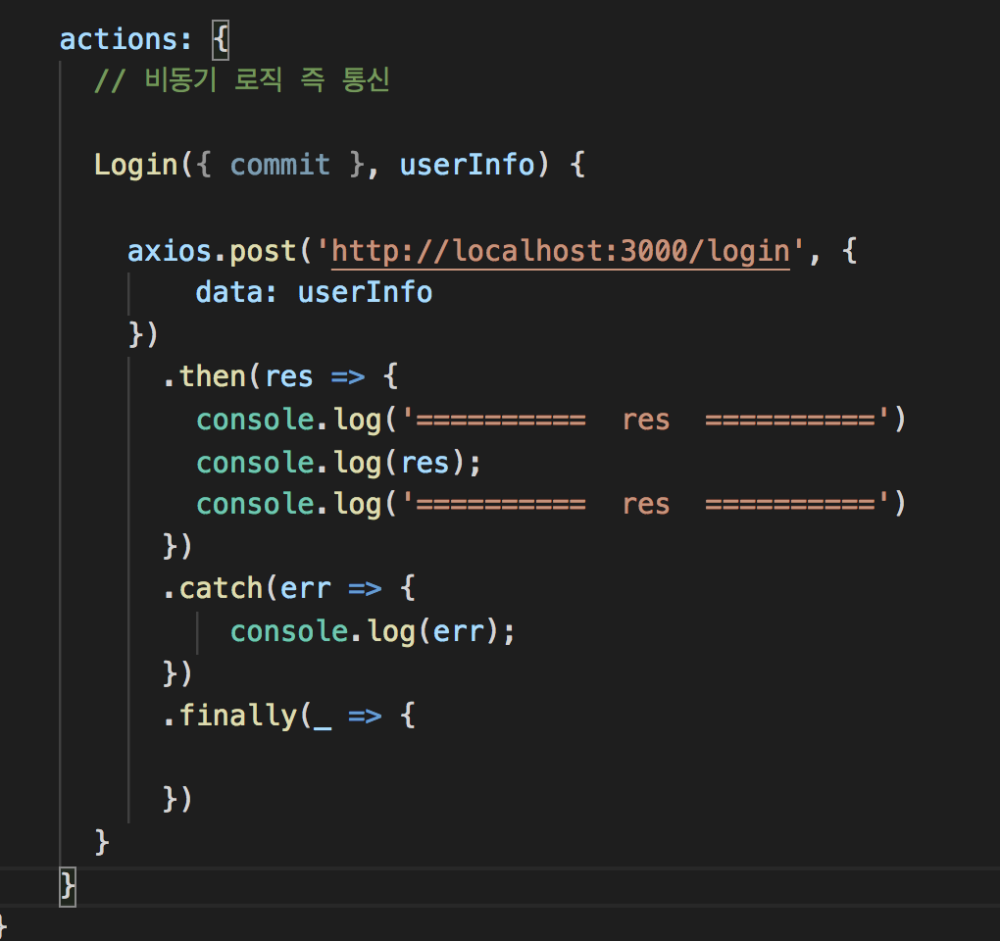 actions: {
// 비동기 로직 즉 통신
Login({ commit }, userInfo) {
axios.post('http://localhost:3000/login', {
data: userInfo
})
.then(res => {
console.log('========== res ==========')
console.log(res);
console.log('========== res ==========')
})
.catch(err => {
console.log(err);
})
.finally(_ => {
})
}
}
}